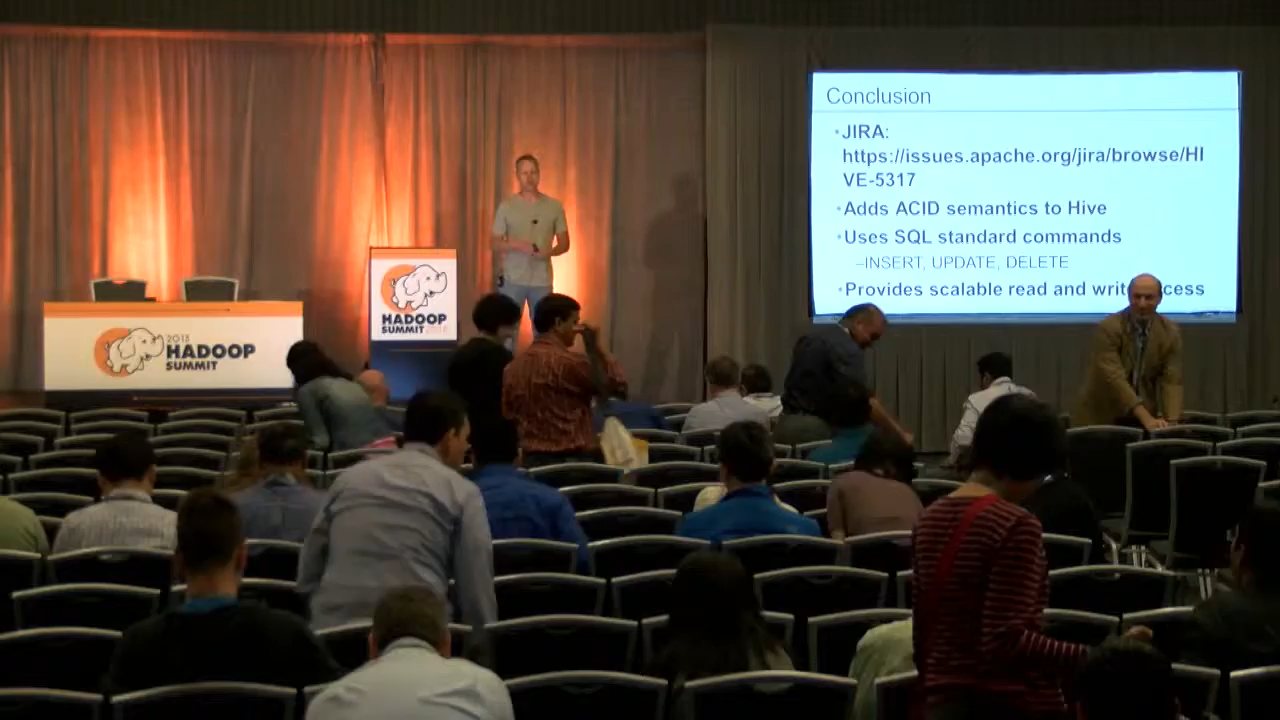 Conclusion
•JIRA:
https://issues.apache.org/jira/browse/HI
VE-5317
•Adds ACID semantics to Hive
•Uses SQL standard commands
–INSERT, UPDATE, DELETE
•Provides scalable read and
HADOOP
SUMMIT
2013
HADOOP
SUMMIT